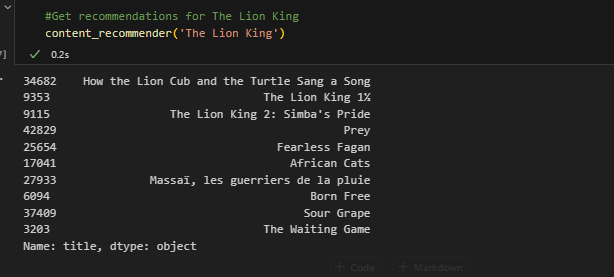 #Get recommendations for The Lion King
content_recommender('The Lion King')
7]
0.2s
34682 How the Lion Cub and the Turtle Sang a Song
9353 The Lion King 1½
9115 The Lion King 2: Simba's Pride
42829 Prey
25654 Fearless Fagan
17041 African Cats
27933 Massaï, les guerriers de la pluie
6094 Born Free
37409 Sour Grape
3203 The Waiting Game
Name: title, dtype: object
+ Code + Markdown